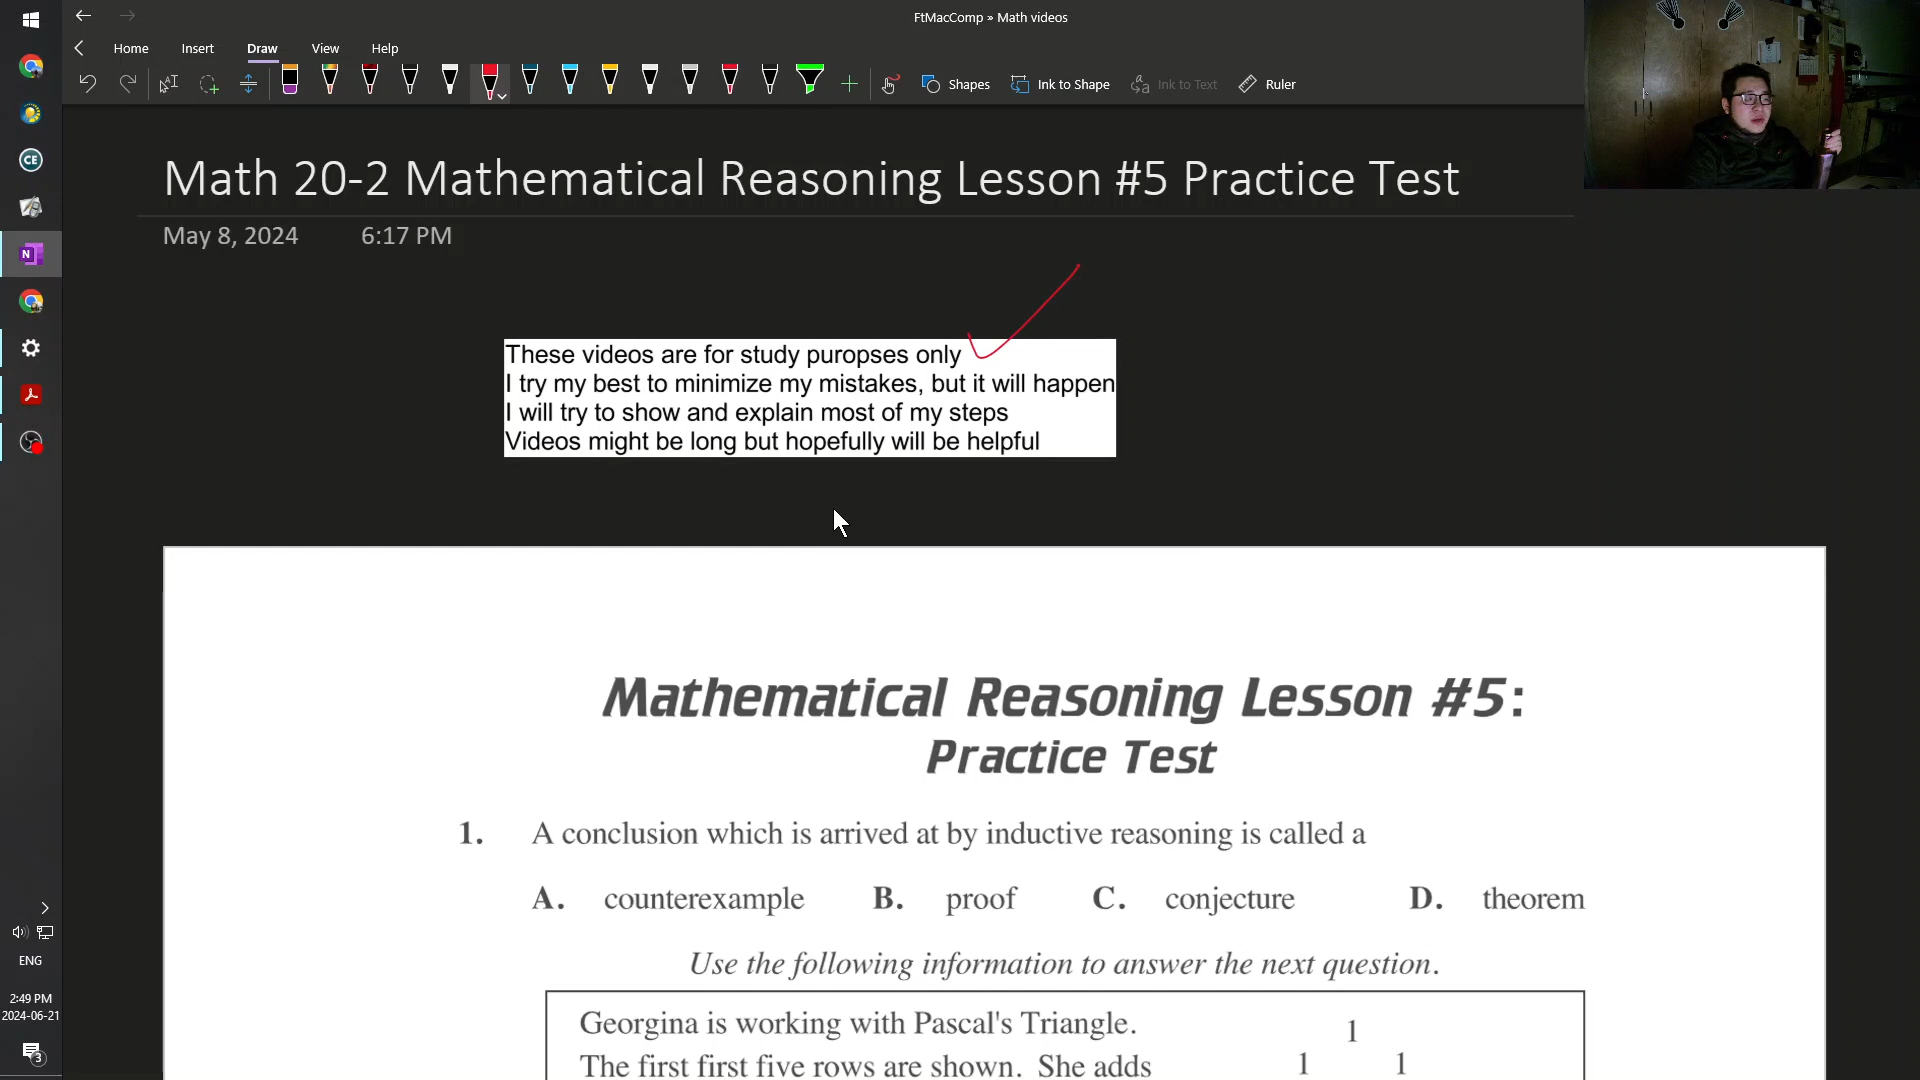 FtMacComp » Math videos
Home Insert Draw View Help
Shapes Ink to Shape Ink to Text Ruler
Math 20-2 Mathematical Reasoning Lesson #5 Practice Test
May 8, 2024 6:17 PM
These videos are for study puropses only
I try my best to minimize my mistakes, but it will happen
I will try to show and explain most of my steps
Videos might be long but hopefully will be helpful
Mathematical Reasoning Lesson #5:
Practice Test
1. A conclusion which is arrived at by inductive reasoning is called a
A. counterexample B. proof C. conjecture D. theorem
Use the following information to answer the next question.
Georgina is working with Pascal's Triangle.
1
The first first five rows are shown. She adds
1 1
CE
N
ENG
2:49 PM
2024-06-21
3